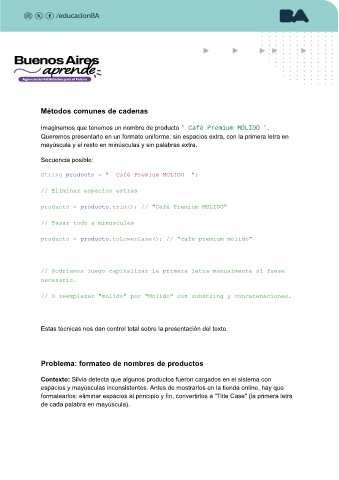 /educacionBA
BA
Buenos Aires
aprende
Agencia de Habilidades para el Futuro
Métodos comunes de cadenas
Imaginemos que tenemos un nombre de producto " Café Premium MOLIDO ".
Queremos presentarlo en un formato uniforme: sin espacios extra, con la primera letra en
mayúscula y el resto en minúsculas y sin palabras extra.
Secuencia posible:
String producto = "  Café Premium MOLIDO  ";
// Eliminar espacios extras
producto = producto.trim(); // "Café Premium MOLIDO"
// Pasar todo a minúsculas
producto = producto.toLowerCase(); // "café premium molido"
// Podríamos luego capitalizar la primera letra manualmente si fuese
necesario.
// O reemplazar "molido" por "Molido" con substring y concatenaciones.
Estas técnicas nos dan control total sobre la presentación del texto.
Problema: formateo de nombres de productos
Contexto: Silvia detecta que algunos productos fueron cargados en el sistema con
espacios y mayúsculas inconsistentes. Antes de mostrarlos en la tienda online, hay que
formatearlos: eliminar espacios al principio y fin, convertirlos a "Title Case" (la primera letra
de cada palabra en mayúscula).